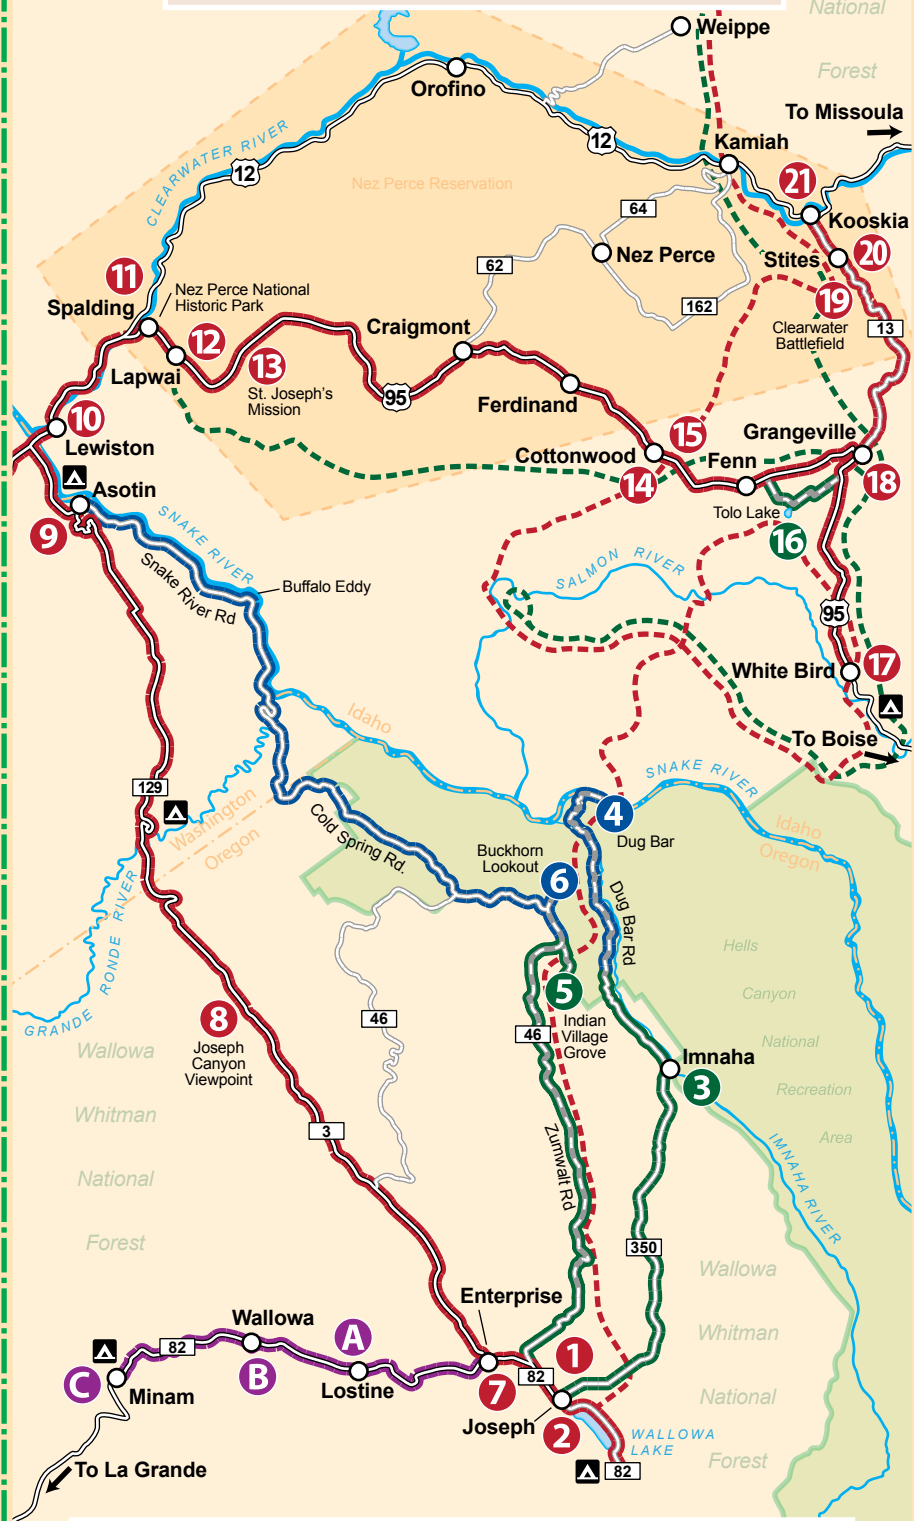 National
Forest
Weippe
To Missoula
Orofino
12
Kamiah
CLEARWATER RIVER
12
Nez Perce Reservation
21
64
Kooskia
Nez Perce
Stites
20
62
11
Nez Perce National
Historic Park
162
19
Spalding
Clearwater
Battlefield
13
Craigmont
12
13
Lapwai
St. Joseph's
Mission
95
Ferdinand
10
Lewiston
15
Grangeville
Cottonwood
Fenn
14
18
Asotin
Tolo Lake
16
9
SNAKE RIVER
Snake River Rd
Buffalo Eddy
SALMON RIVER
95
White Bird
17
To Boise
Idaho
129
Washington
Oregon
SNAKE RIVER
4
Dug Bar
Idaho
Oregon
Cold Spring Rd.
Buckhorn
Lookout
6
Dug Bar Rd
GRANDE RONDE RIVER
Hells
Canyon
National
Recreation
Area
5
Indian
Village
Grove
46
46
8
Joseph
Canyon
Viewpoint
Imnaha
3
Wallowa
Whitman
National
Forest
3
Zumwalt Rd
IMNAHA RIVER
350
Wallowa
Whitman
National
Forest
Enterprise
Wallowa
A
82
1
82
C
B
Lostine
7
Minam
Joseph
2
WALLOWA
LAKE
82
To La Grande